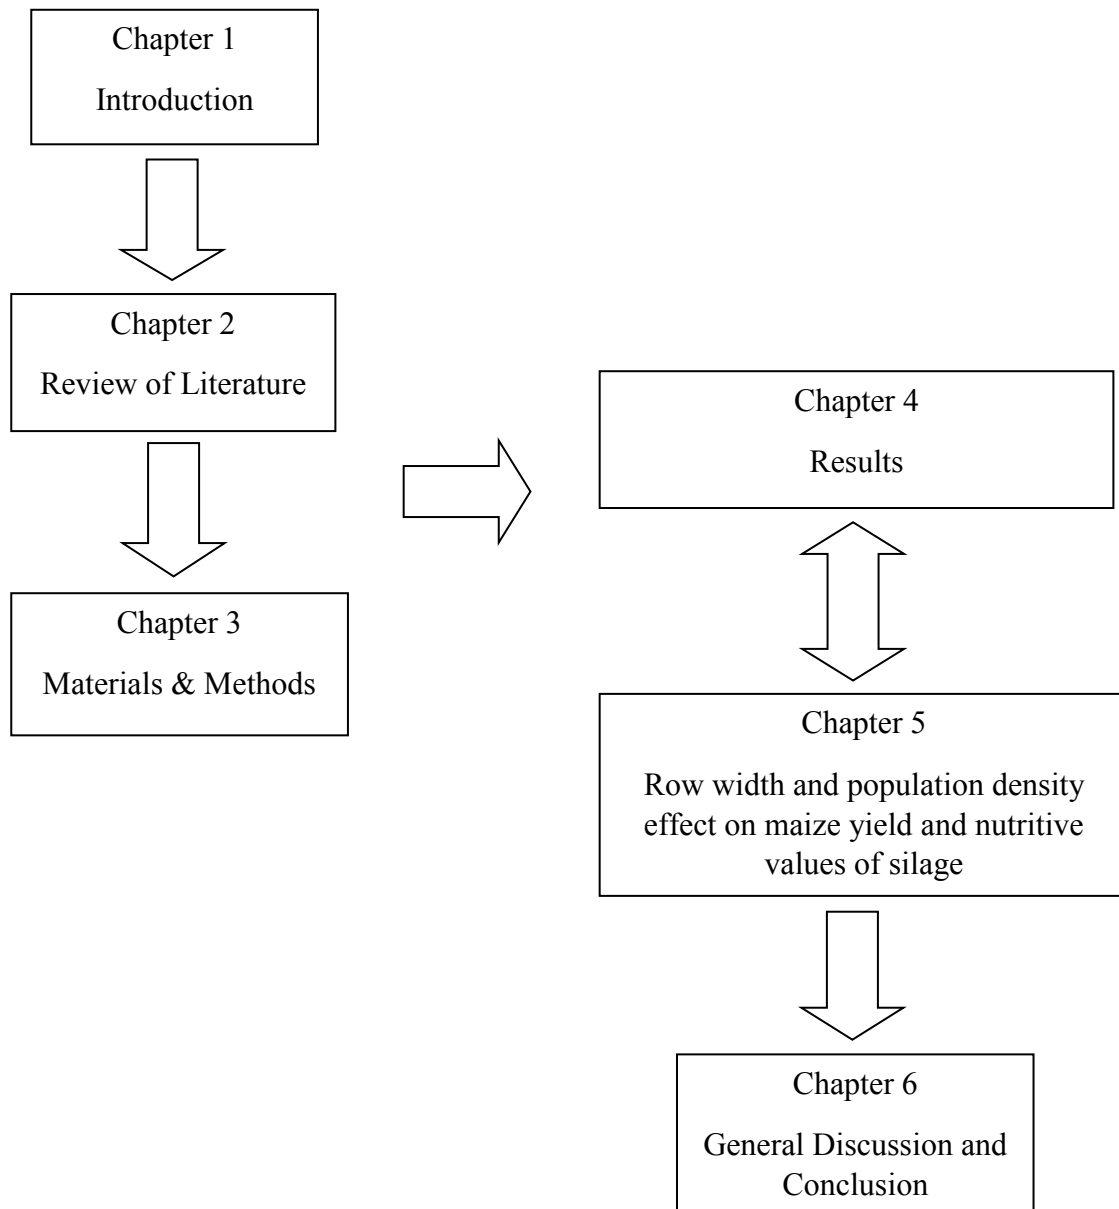 Chapter 1
Introduction
Chapter 2
Review of Literature
Chapter 3
Materials & Methods
Chapter 4
Results
Chapter 5
Row width and population density
effect on maize yield and nutritive
values of silage
Chapter 6
General Discussion and
Conclusion